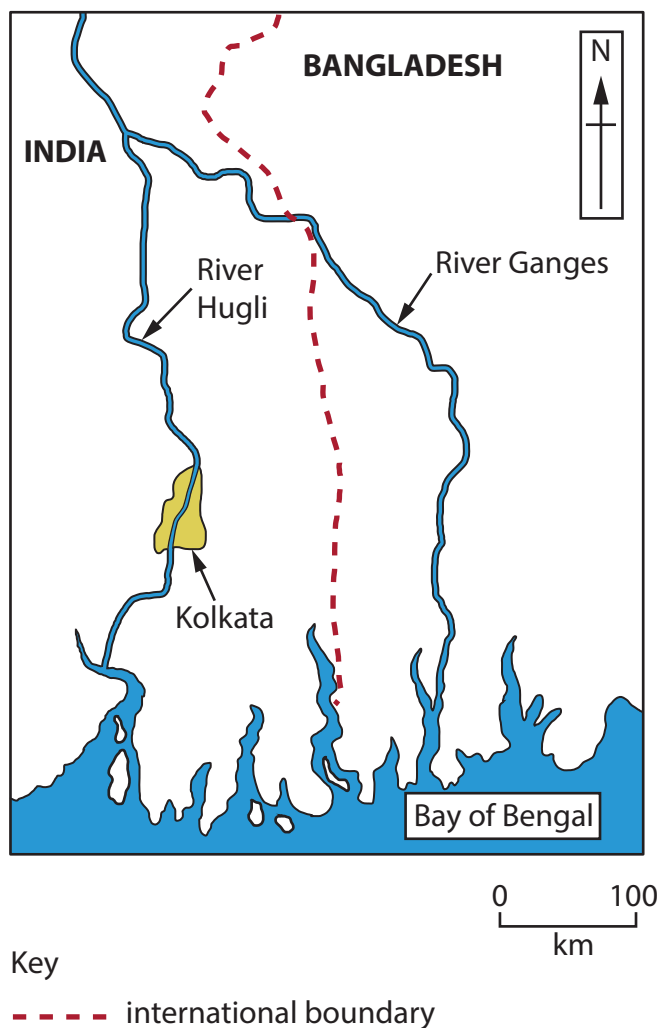 BANGLADESH
N
INDIA
River
Hugli
River Ganges
Kolkata
Bay of Bengal
0 100
km
Key
international boundary